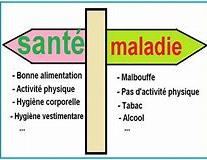 santé
maladie
- Bonne alimentation
- Activité physique
- Hygiène corporelle
- Hygiène vestimentaire
...
- Malbouffe
- Pas d'activité physique
- Tabac
- Alcool
...